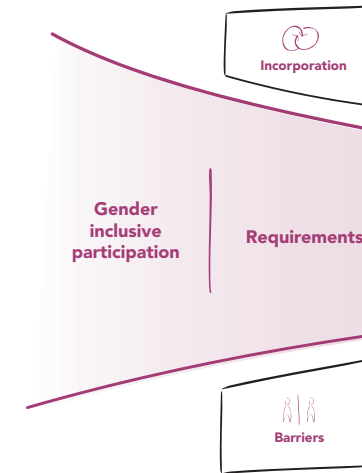 Incorporation
Gender
inclusive
participation
Requirements
Barriers